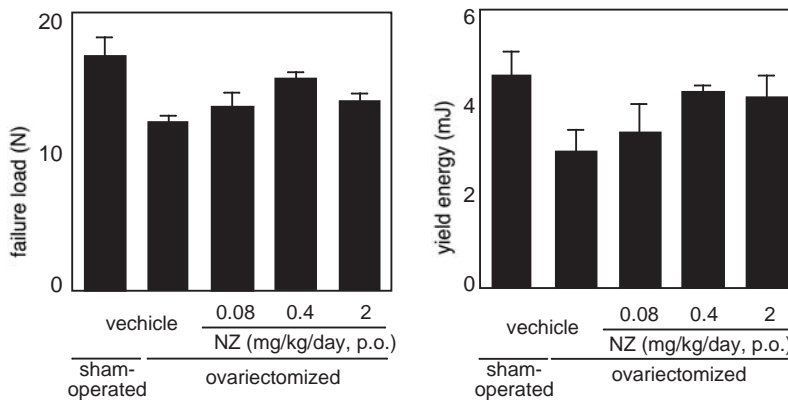 20
10
0
failure load (N)
0.08 0.4 2
vechicle
NZ (mg/kg/day, p.o.)
sham-
operated
ovariectomized
6
4
2
0
yield energy (mJ)
0.08 0.4 2
vechicle
NZ (mg/kg/day, p.o.)
sham-
operated
ovariectomized